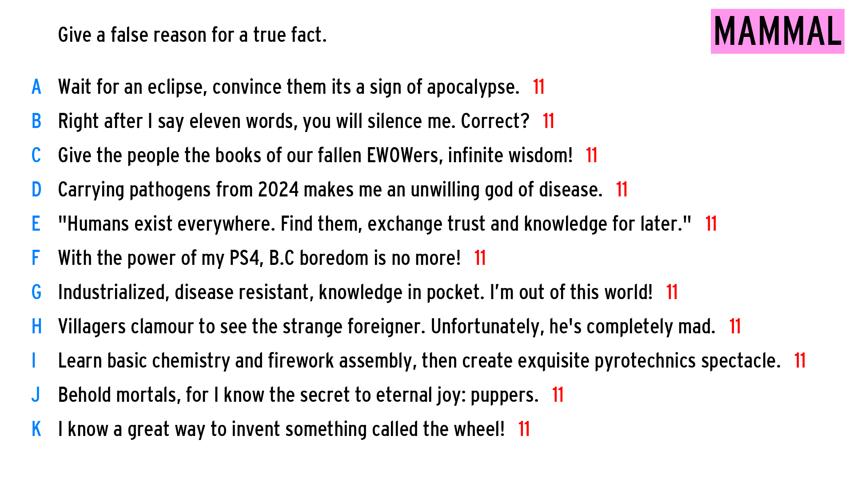 Give a false reason for a true fact.
MAMMAL
A Wait for an eclipse, convince them its a sign of apocalypse. 11
B Right after I say eleven words, you will silence me. Correct? 11
C Give the people the books of our fallen EWOWers, infinite wisdom! 11
D Carrying pathogens from 2024 makes me an unwilling god of disease. 11
E "Humans exist everywhere. Find them, exchange trust and knowledge for later." 11
F With the power of my PS4, B.C boredom is no more! 11
G Industrialized, disease resistant, knowledge in pocket. I'm out of this world! 11
H Villagers clamour to see the strange foreigner. Unfortunately, he's completely mad. 11
I Learn basic chemistry and firework assembly, then create exquisite pyrotechnics spectacle. 11
J Behold mortals, for I know the secret to eternal joy: puppers. 11
K I know a great way to invent something called the wheel! 11